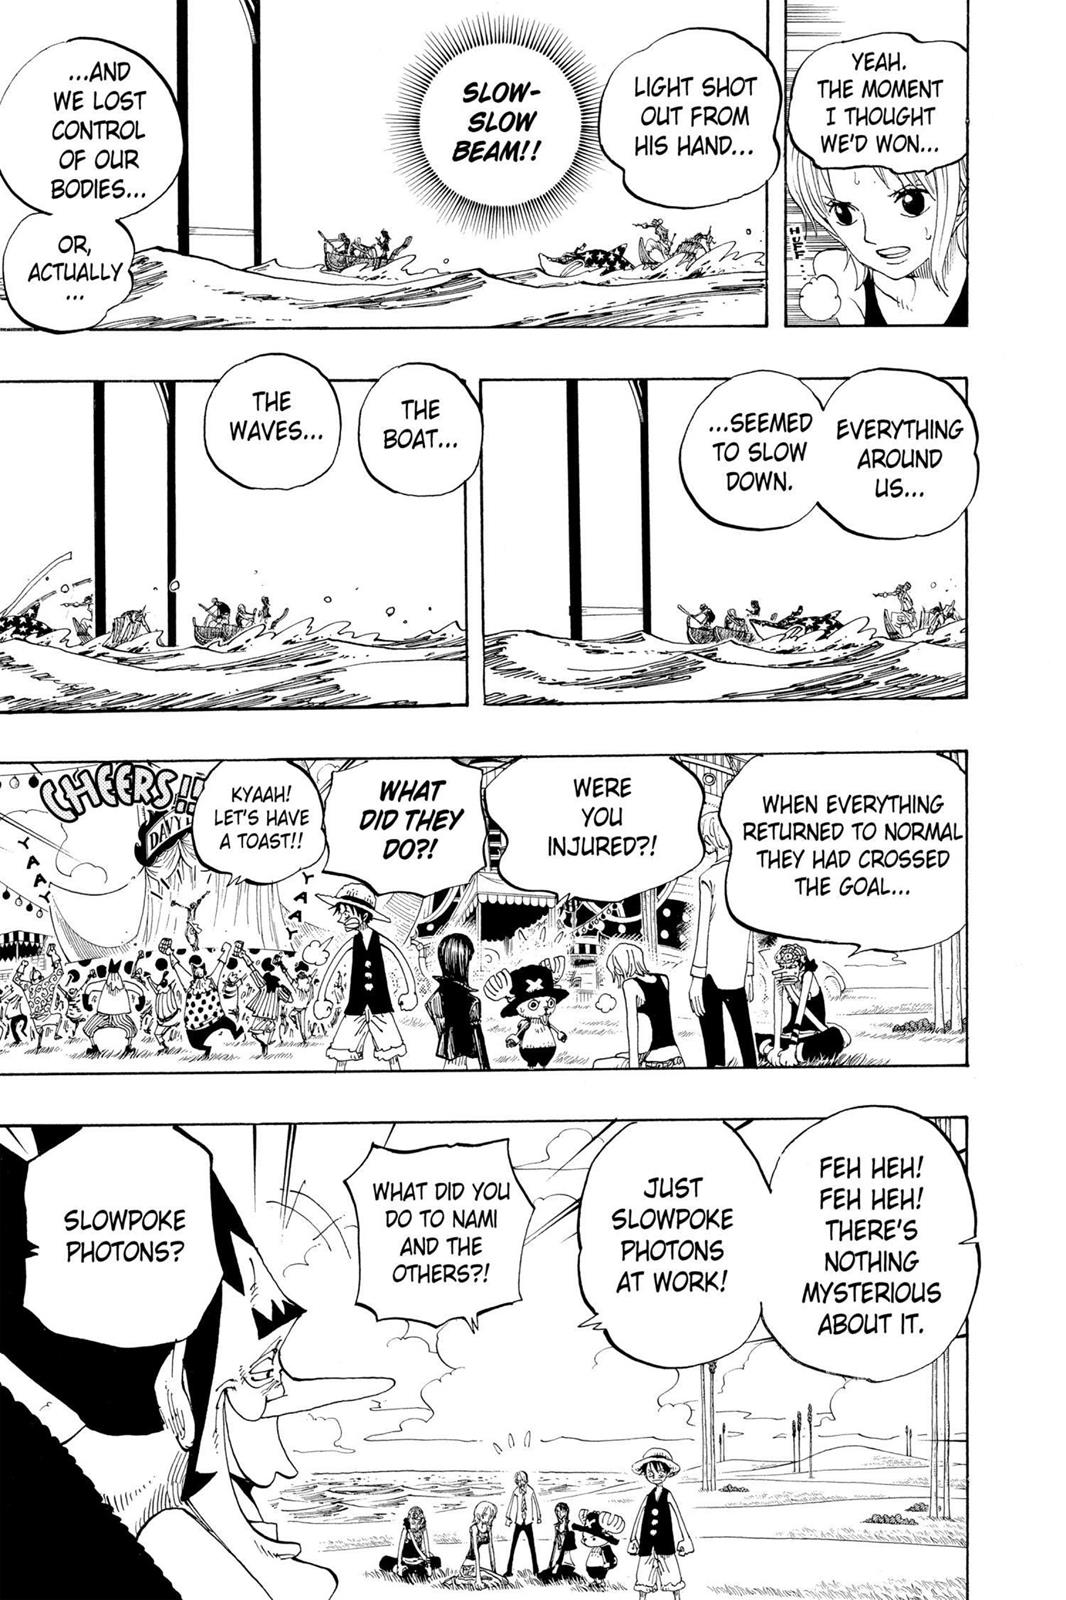 YEAH.
THE MOMENT
I THOUGHT
WE'D WON...
HUFF...
LIGHT SHOT
OUT FROM
HIS HAND...
SLOW-
SLOW
BEAM!!
...AND
WE LOST
CONTROL
OF OUR
BODIES...
OR,
ACTUALLY
...
EVERYTHING
AROUND
US...
...SEEMED
TO SLOW
DOWN.
THE
BOAT...
THE
WAVES...
WHEN EVERYTHING
RETURNED TO NORMAL
THEY HAD CROSSED
THE GOAL...
WERE
YOU
INJURED?!
WHAT
DID THEY
DO?!
KYAAH!
LET'S HAVE
A TOAST!!
CHEERS!!
DAVY
YAAY
YAAY
FEH HEH!
FEH HEH!
THERE'S
NOTHING
MYSTERIOUS
ABOUT IT.
JUST
SLOWPOKE
PHOTONS
AT WORK!
WHAT DID YOU
DO TO NAMI
AND THE
OTHERS?!
SLOWPOKE
PHOTONS?